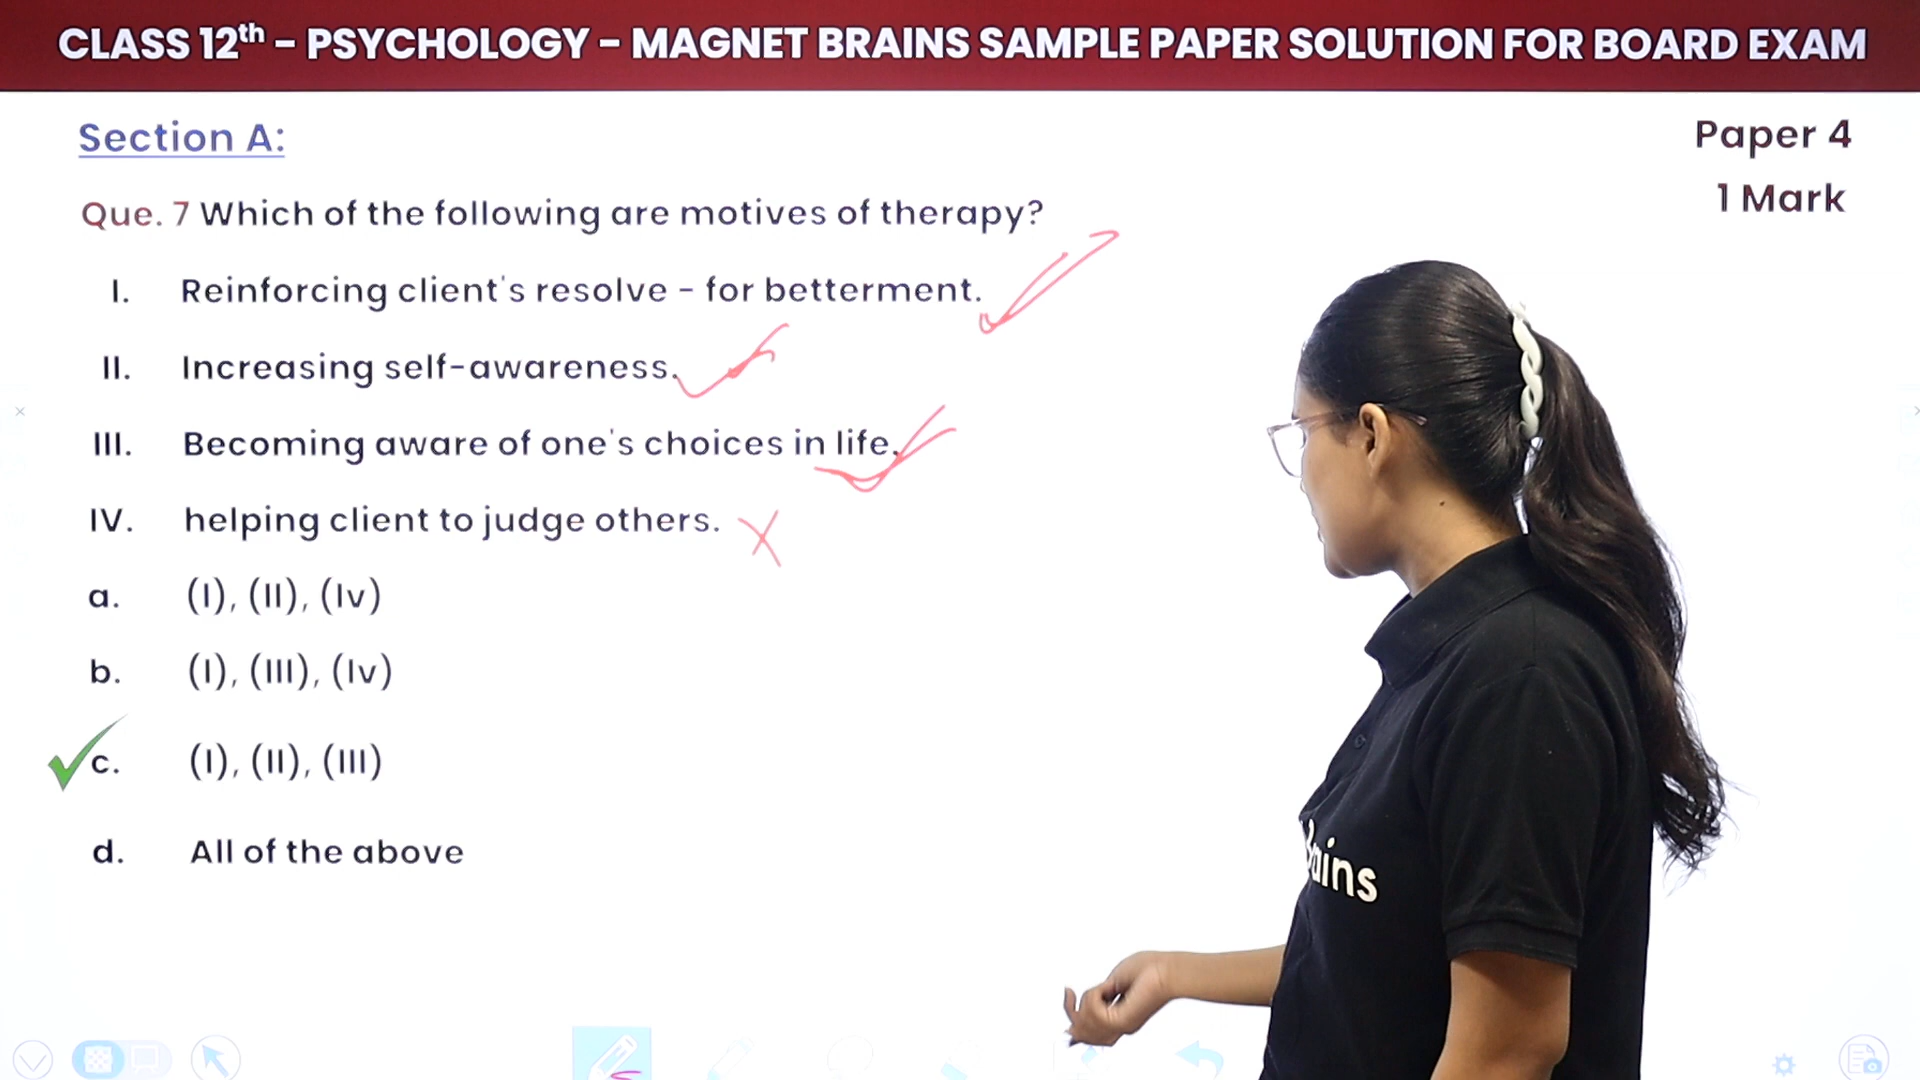 CLASS 12th – PSYCHOLOGY – MAGNET BRAINS SAMPLE PAPER SOLUTION FOR BOARD EXAM
Section A:
Paper 4
1 Mark
Que. 7 Which of the following are motives of therapy?
I. Reinforcing client's resolve - for betterment.
II. Increasing self-awareness.
III. Becoming aware of one's choices in life.
IV. helping client to judge others.
a. (I), (II), (Iv)
b. (I), (III), (Iv)
c. (I), (II), (III)
d. All of the above